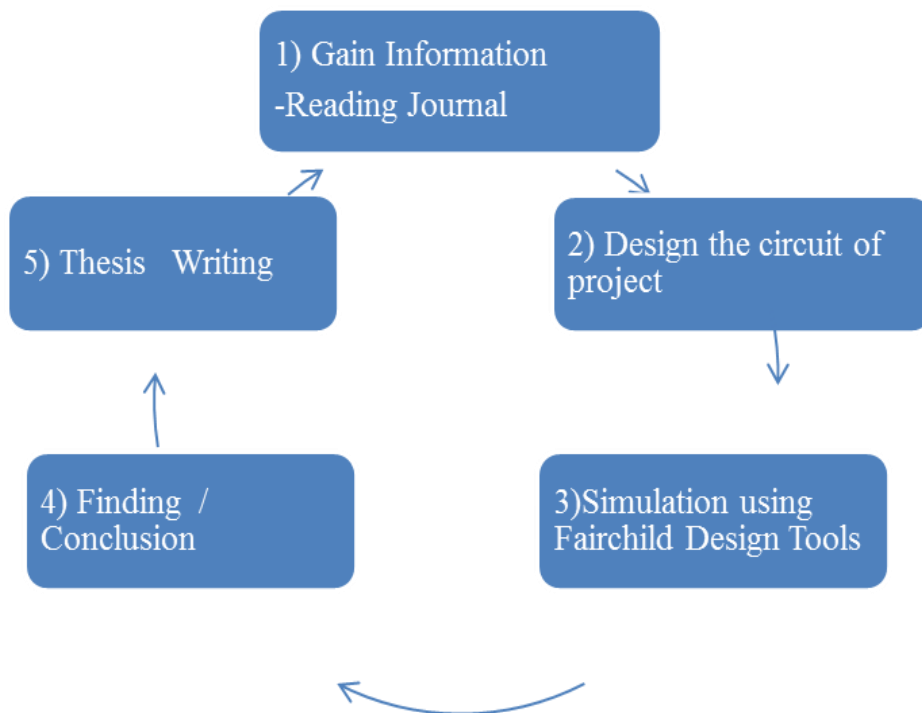 1) Gain Information
-Reading Journal
2) Design the circuit of
project
3)Simulation using
Fairchild Design Tools
4) Finding /
Conclusion
5) Thesis Writing